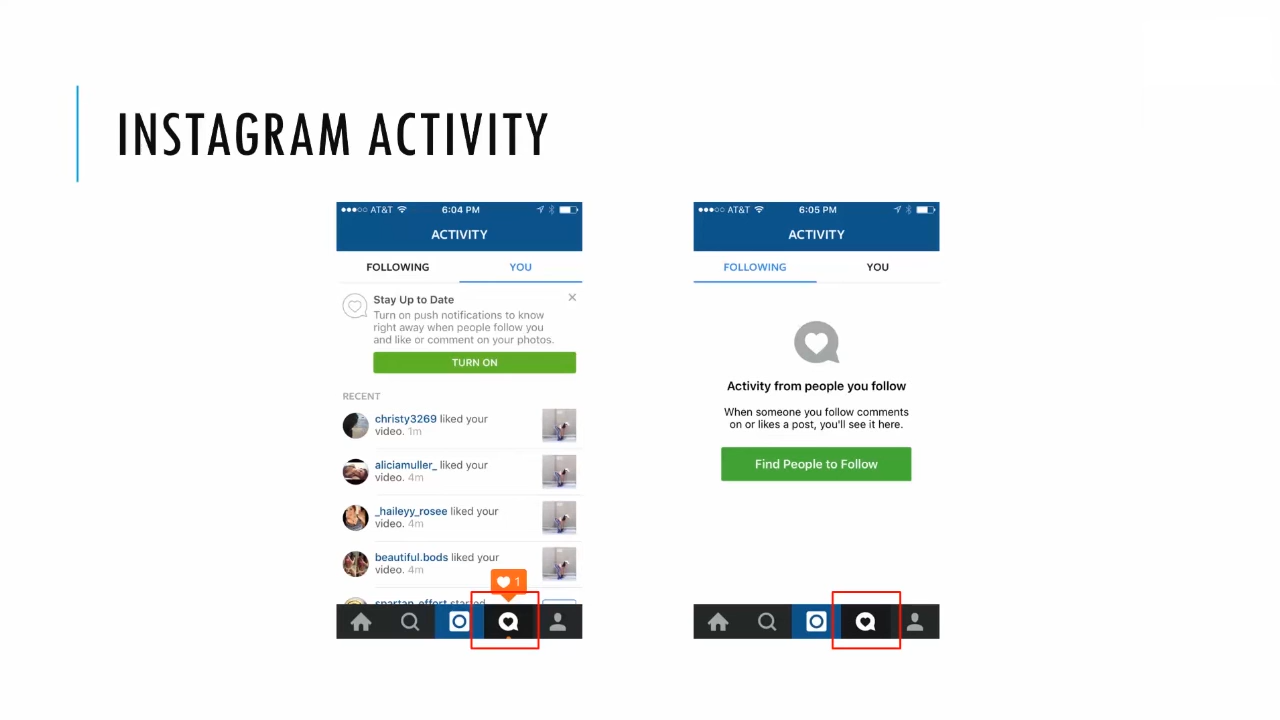 INSTAGRAM ACTIVITY
AT&T 6:04 PM
ACTIVITY
FOLLOWING YOU
Stay Up to Date
Turn on push notifications to know
right away when people follow you
and like or comment on your photos.
TURN ON
RECENT
christy3269 liked your
video. 1m
aliciamuller_ liked your
video. 4m
_haileyy_rosee liked your
video. 4m
beautiful.bods liked your
video. 4m
1
spartan_effort started
AT&T 6:05 PM
ACTIVITY
FOLLOWING YOU
Activity from people you follow
When someone you follow comments
on or likes a post, you'll see it here.
Find People to Follow